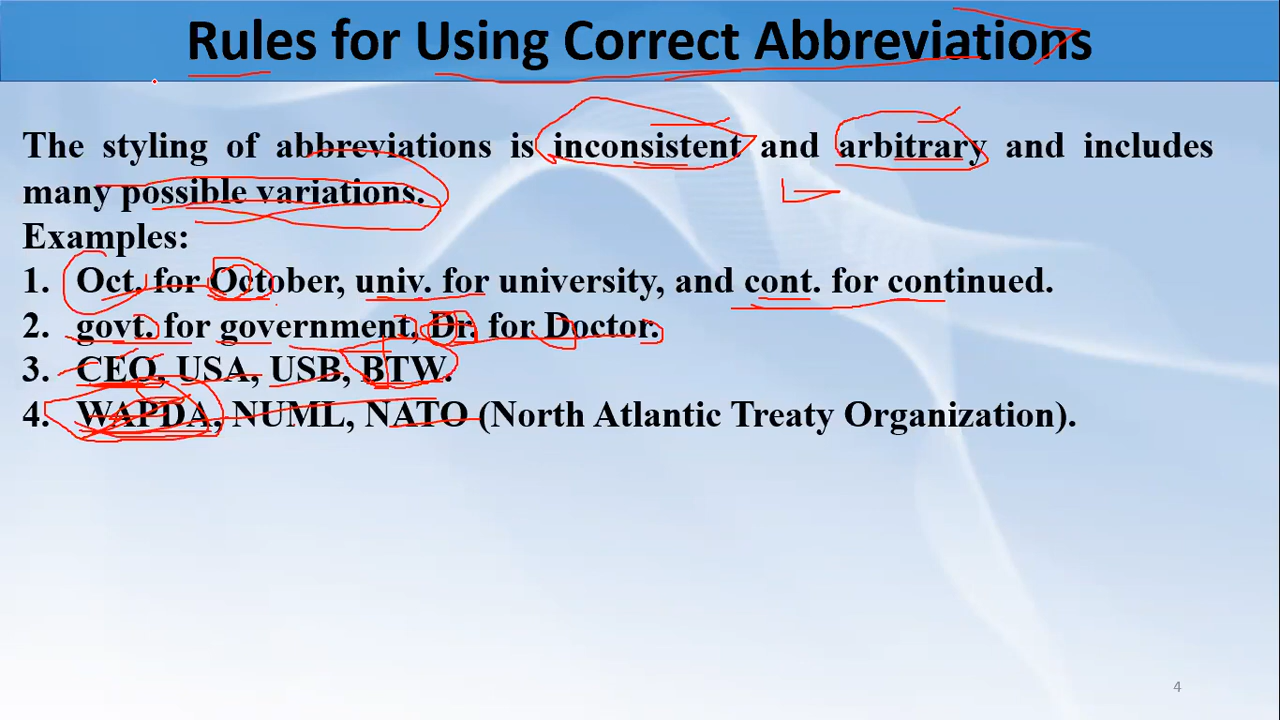 Rules for Using Correct Abbreviations
The styling of abbreviations is inconsistent and arbitrary and includes
many possible variations.
Examples:
1. Oct. for October, univ. for university, and cont. for continued.
2. govt. for government, Dr. for Doctor.
3. CEO, USA, USB, BTW.
4. WAPDA, NUML, NATO (North Atlantic Treaty Organization).
4